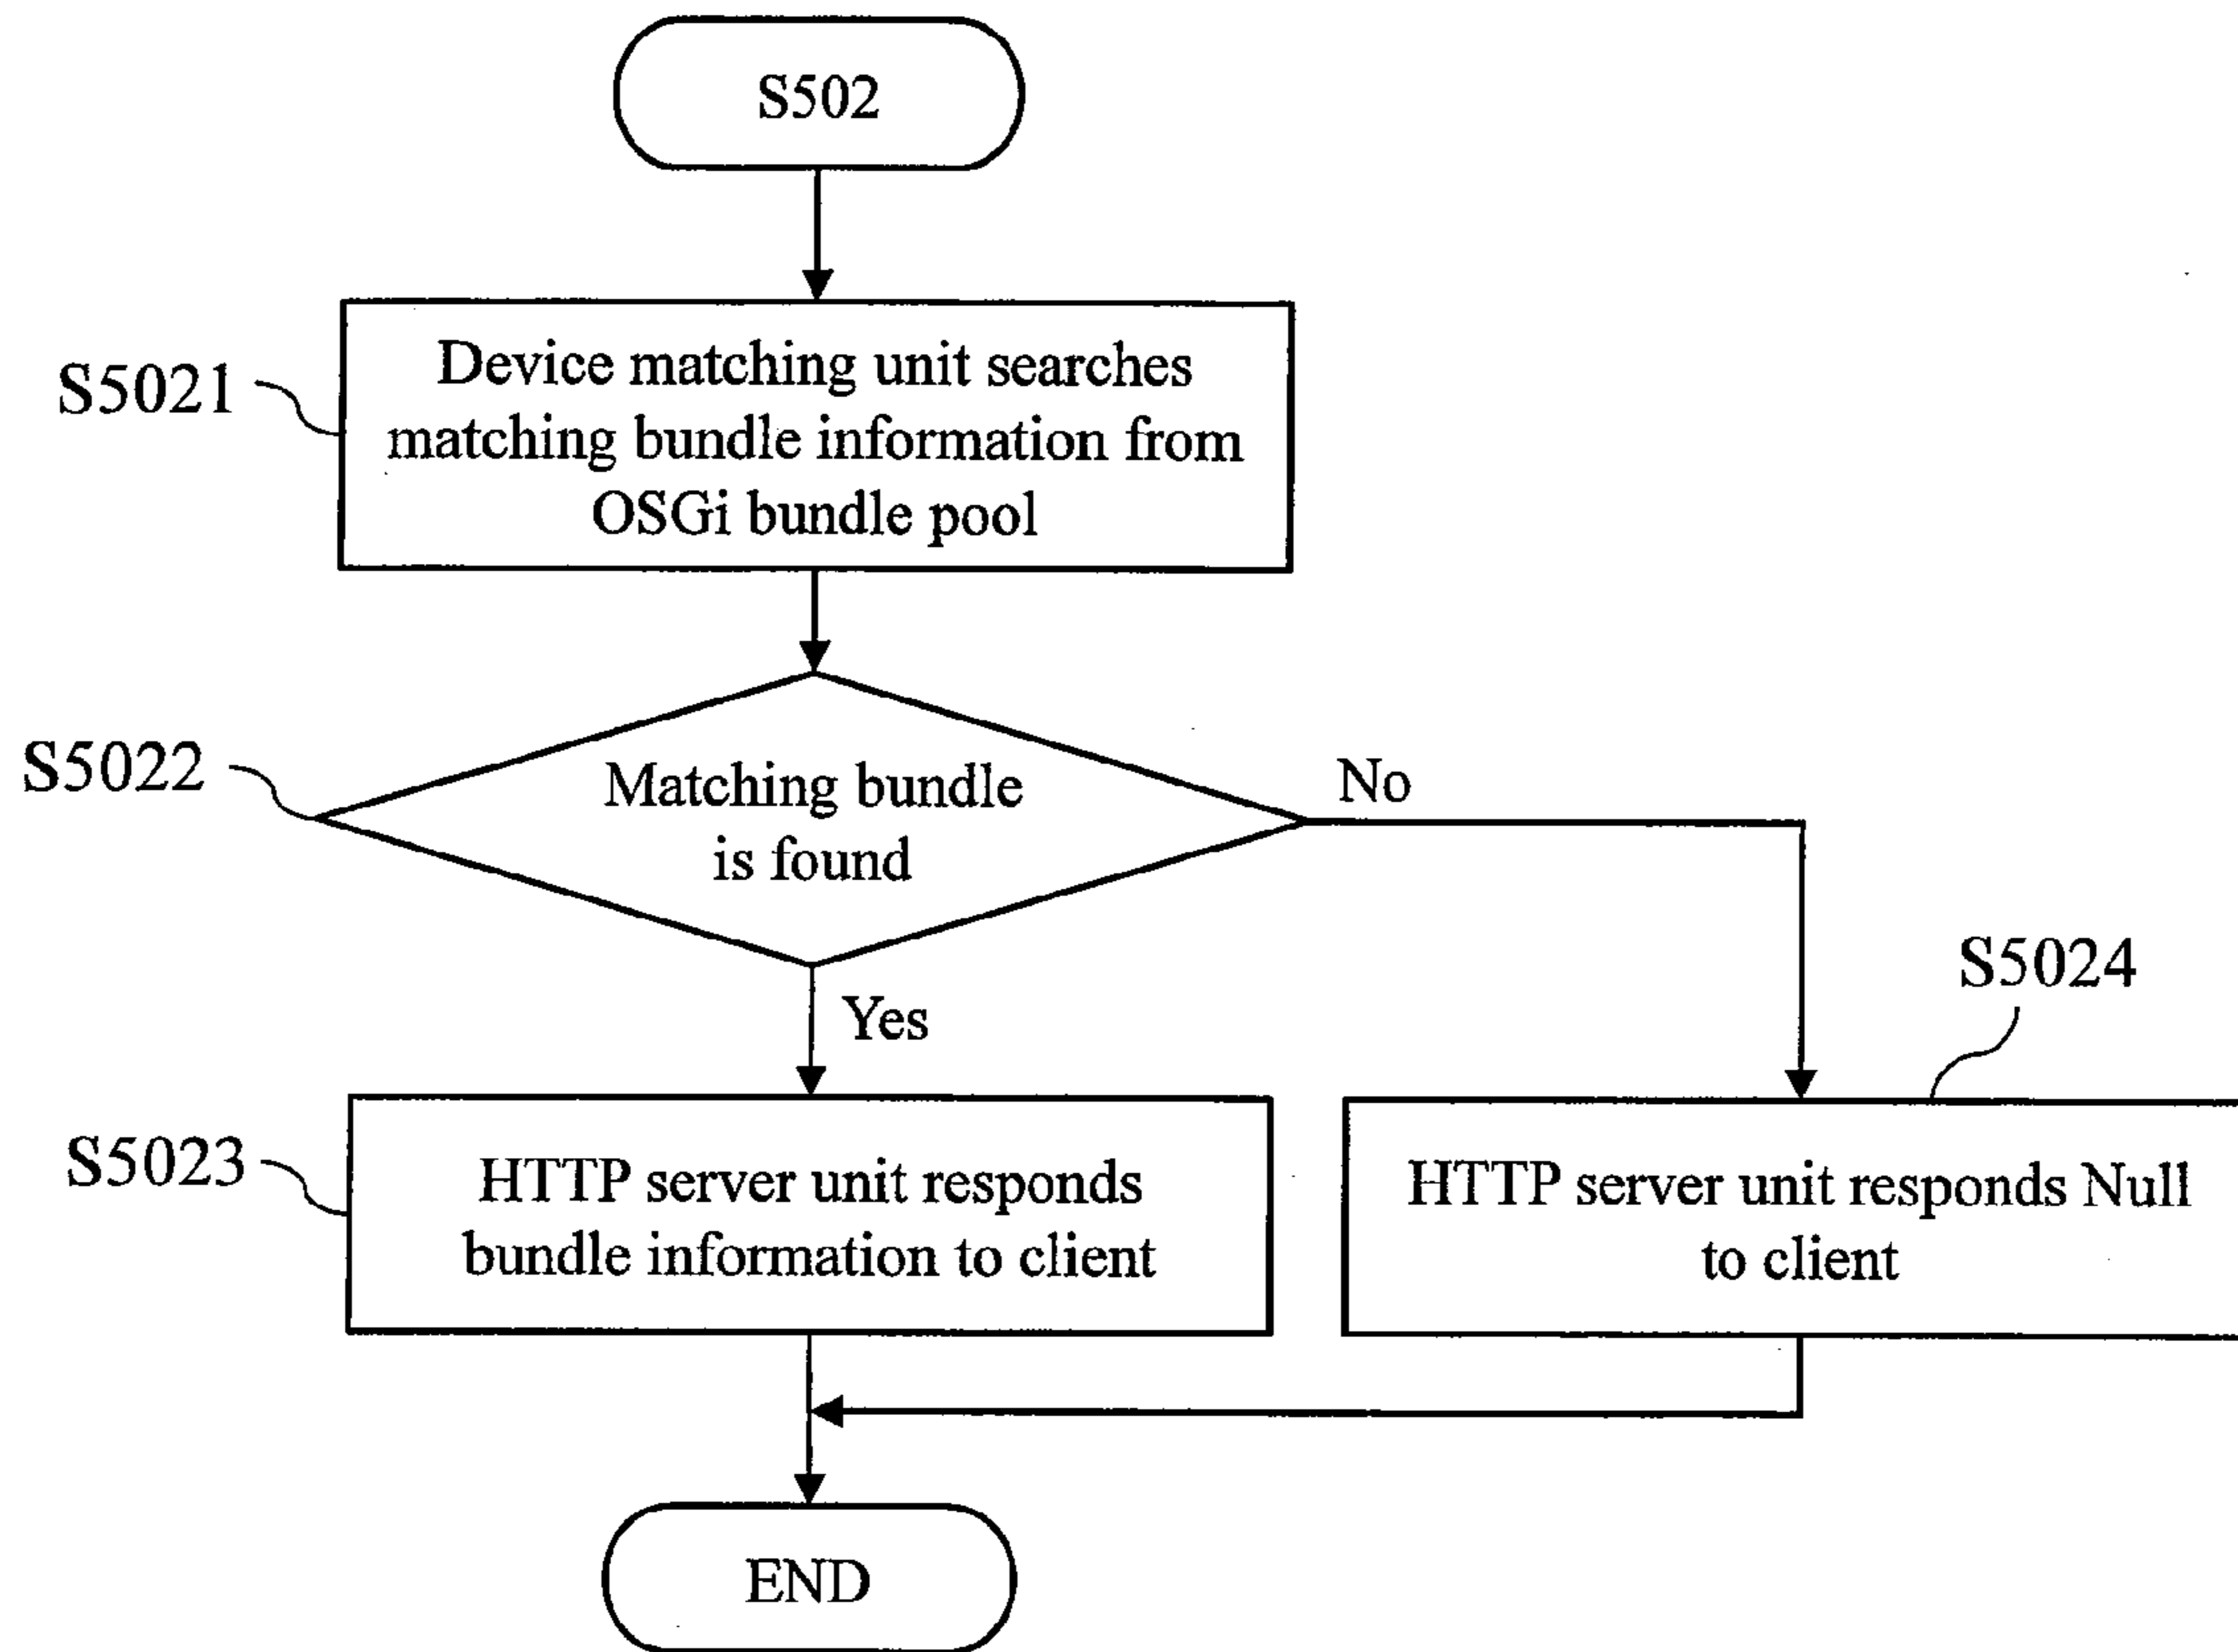 S502
S5021
Device matching unit searches
matching bundle information from
OSGi bundle pool
S5022
Matching bundle
is found
No
Yes
S5023
HTTP server unit responds
bundle information to client
S5024
HTTP server unit responds Null
to client
END